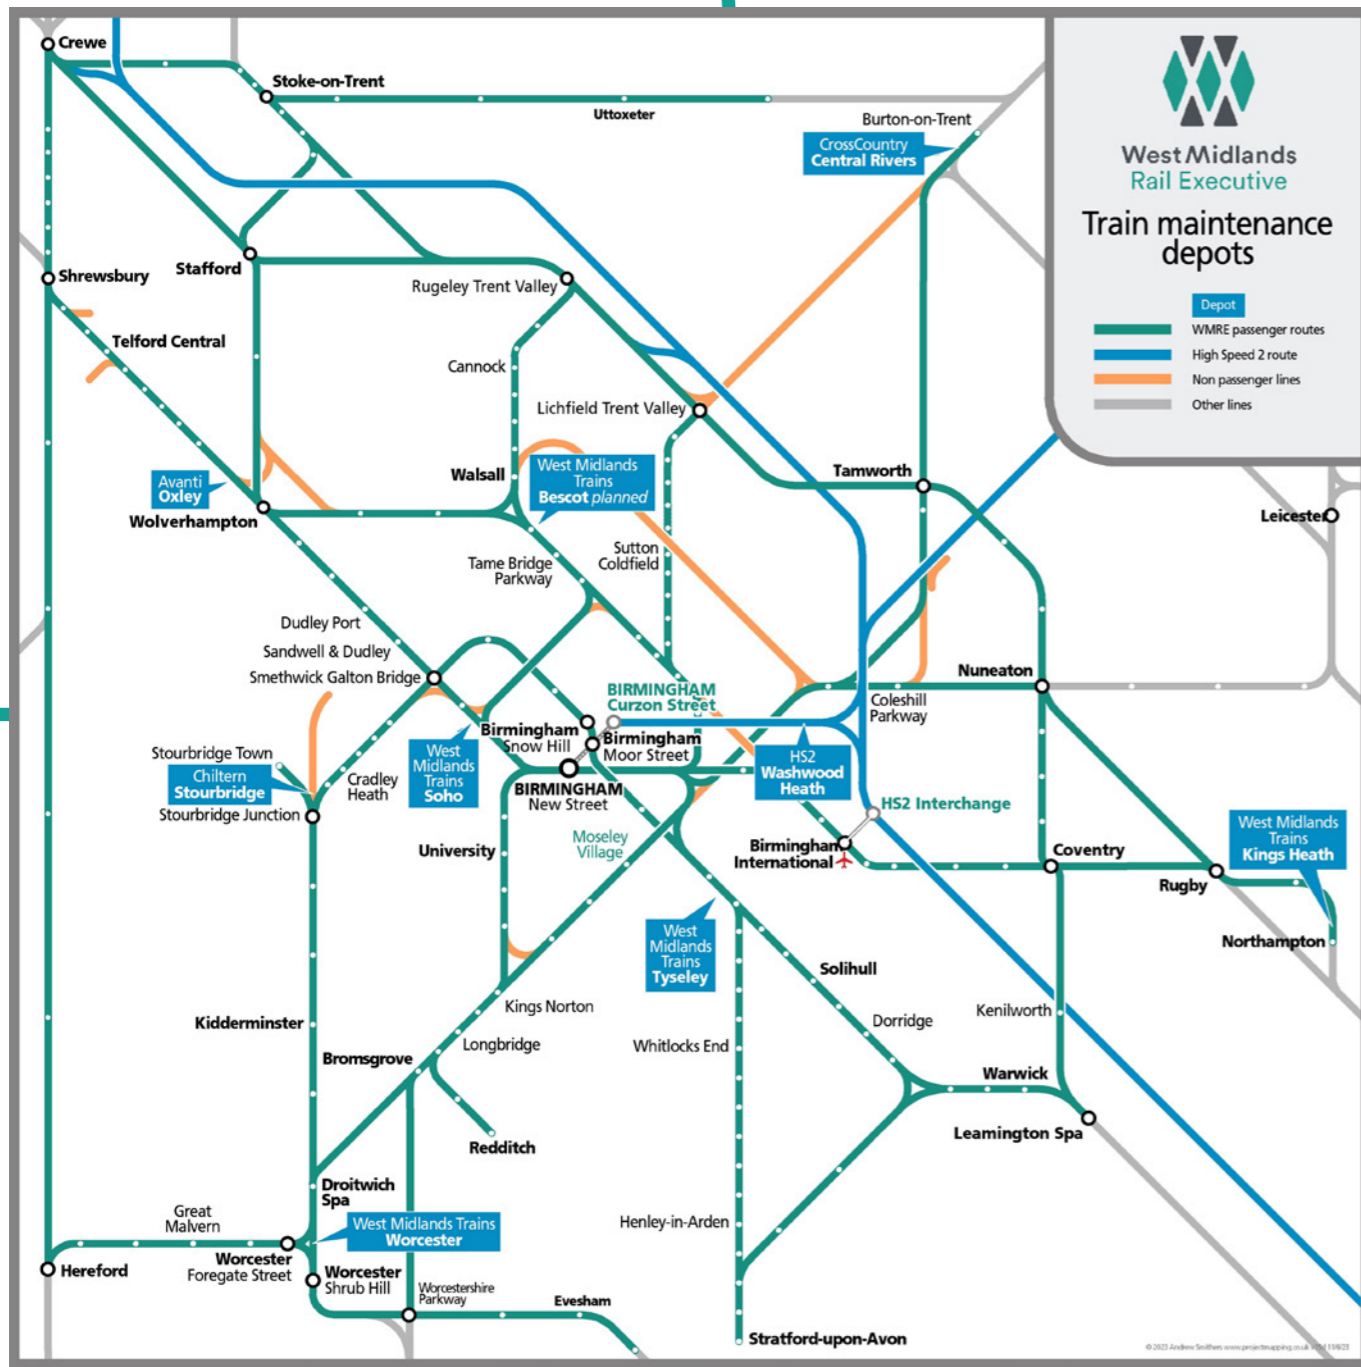 Crewe
Stoke-on-Trent
Uttoxeter
Burton-on-Trent
CrossCountry
Central Rivers
West Midlands
Rail Executive
Train maintenance
depots
Depot
WMRE passenger routes
High Speed 2 route
Non passenger lines
Other lines
Shrewsbury
Stafford
Rugeley Trent Valley
Telford Central
Cannock
Lichfield Trent Valley
Walsall
West Midlands
Trains
Bescot planned
Tamworth
Avanti
Oxley
Wolverhampton
Leicester
Tame Bridge
Parkway
Sutton
Coldfield
Dudley Port
Sandwell & Dudley
Smethwick Galton Bridge
Nuneaton
BIRMINGHAM
Curzon Street
Coleshill
Parkway
Birmingham
Snow Hill
Birmingham
Moor Street
Stourbridge Town
Chiltern
Stourbridge
Stourbridge Junction
Cradley
Heath
West
Midlands
Trains
Soho
BIRMINGHAM
New Street
HS2
Washwood
Heath
HS2 Interchange
University
Moseley
Village
Birmingham
International
Coventry
Rugby
West Midlands
Trains
Kings Heath
Northampton
West
Midlands
Trains
Tyseley
Solihull
Kings Norton
Kidderminster
Longbridge
Bromsgrove
Whitlocks End
Dorridge
Kenilworth
Warwick
Leamington Spa
Redditch
Droitwich
Spa
Great
Malvern
West Midlands Trains
Worcester
Henley-in-Arden
Hereford
Worcester
Foregate Street
Worcester
Shrub Hill
Worcestershire
Parkway
Evesham
Stratford-upon-Avon
© 2023 Andrew Smithers www.projectmapping.co.uk